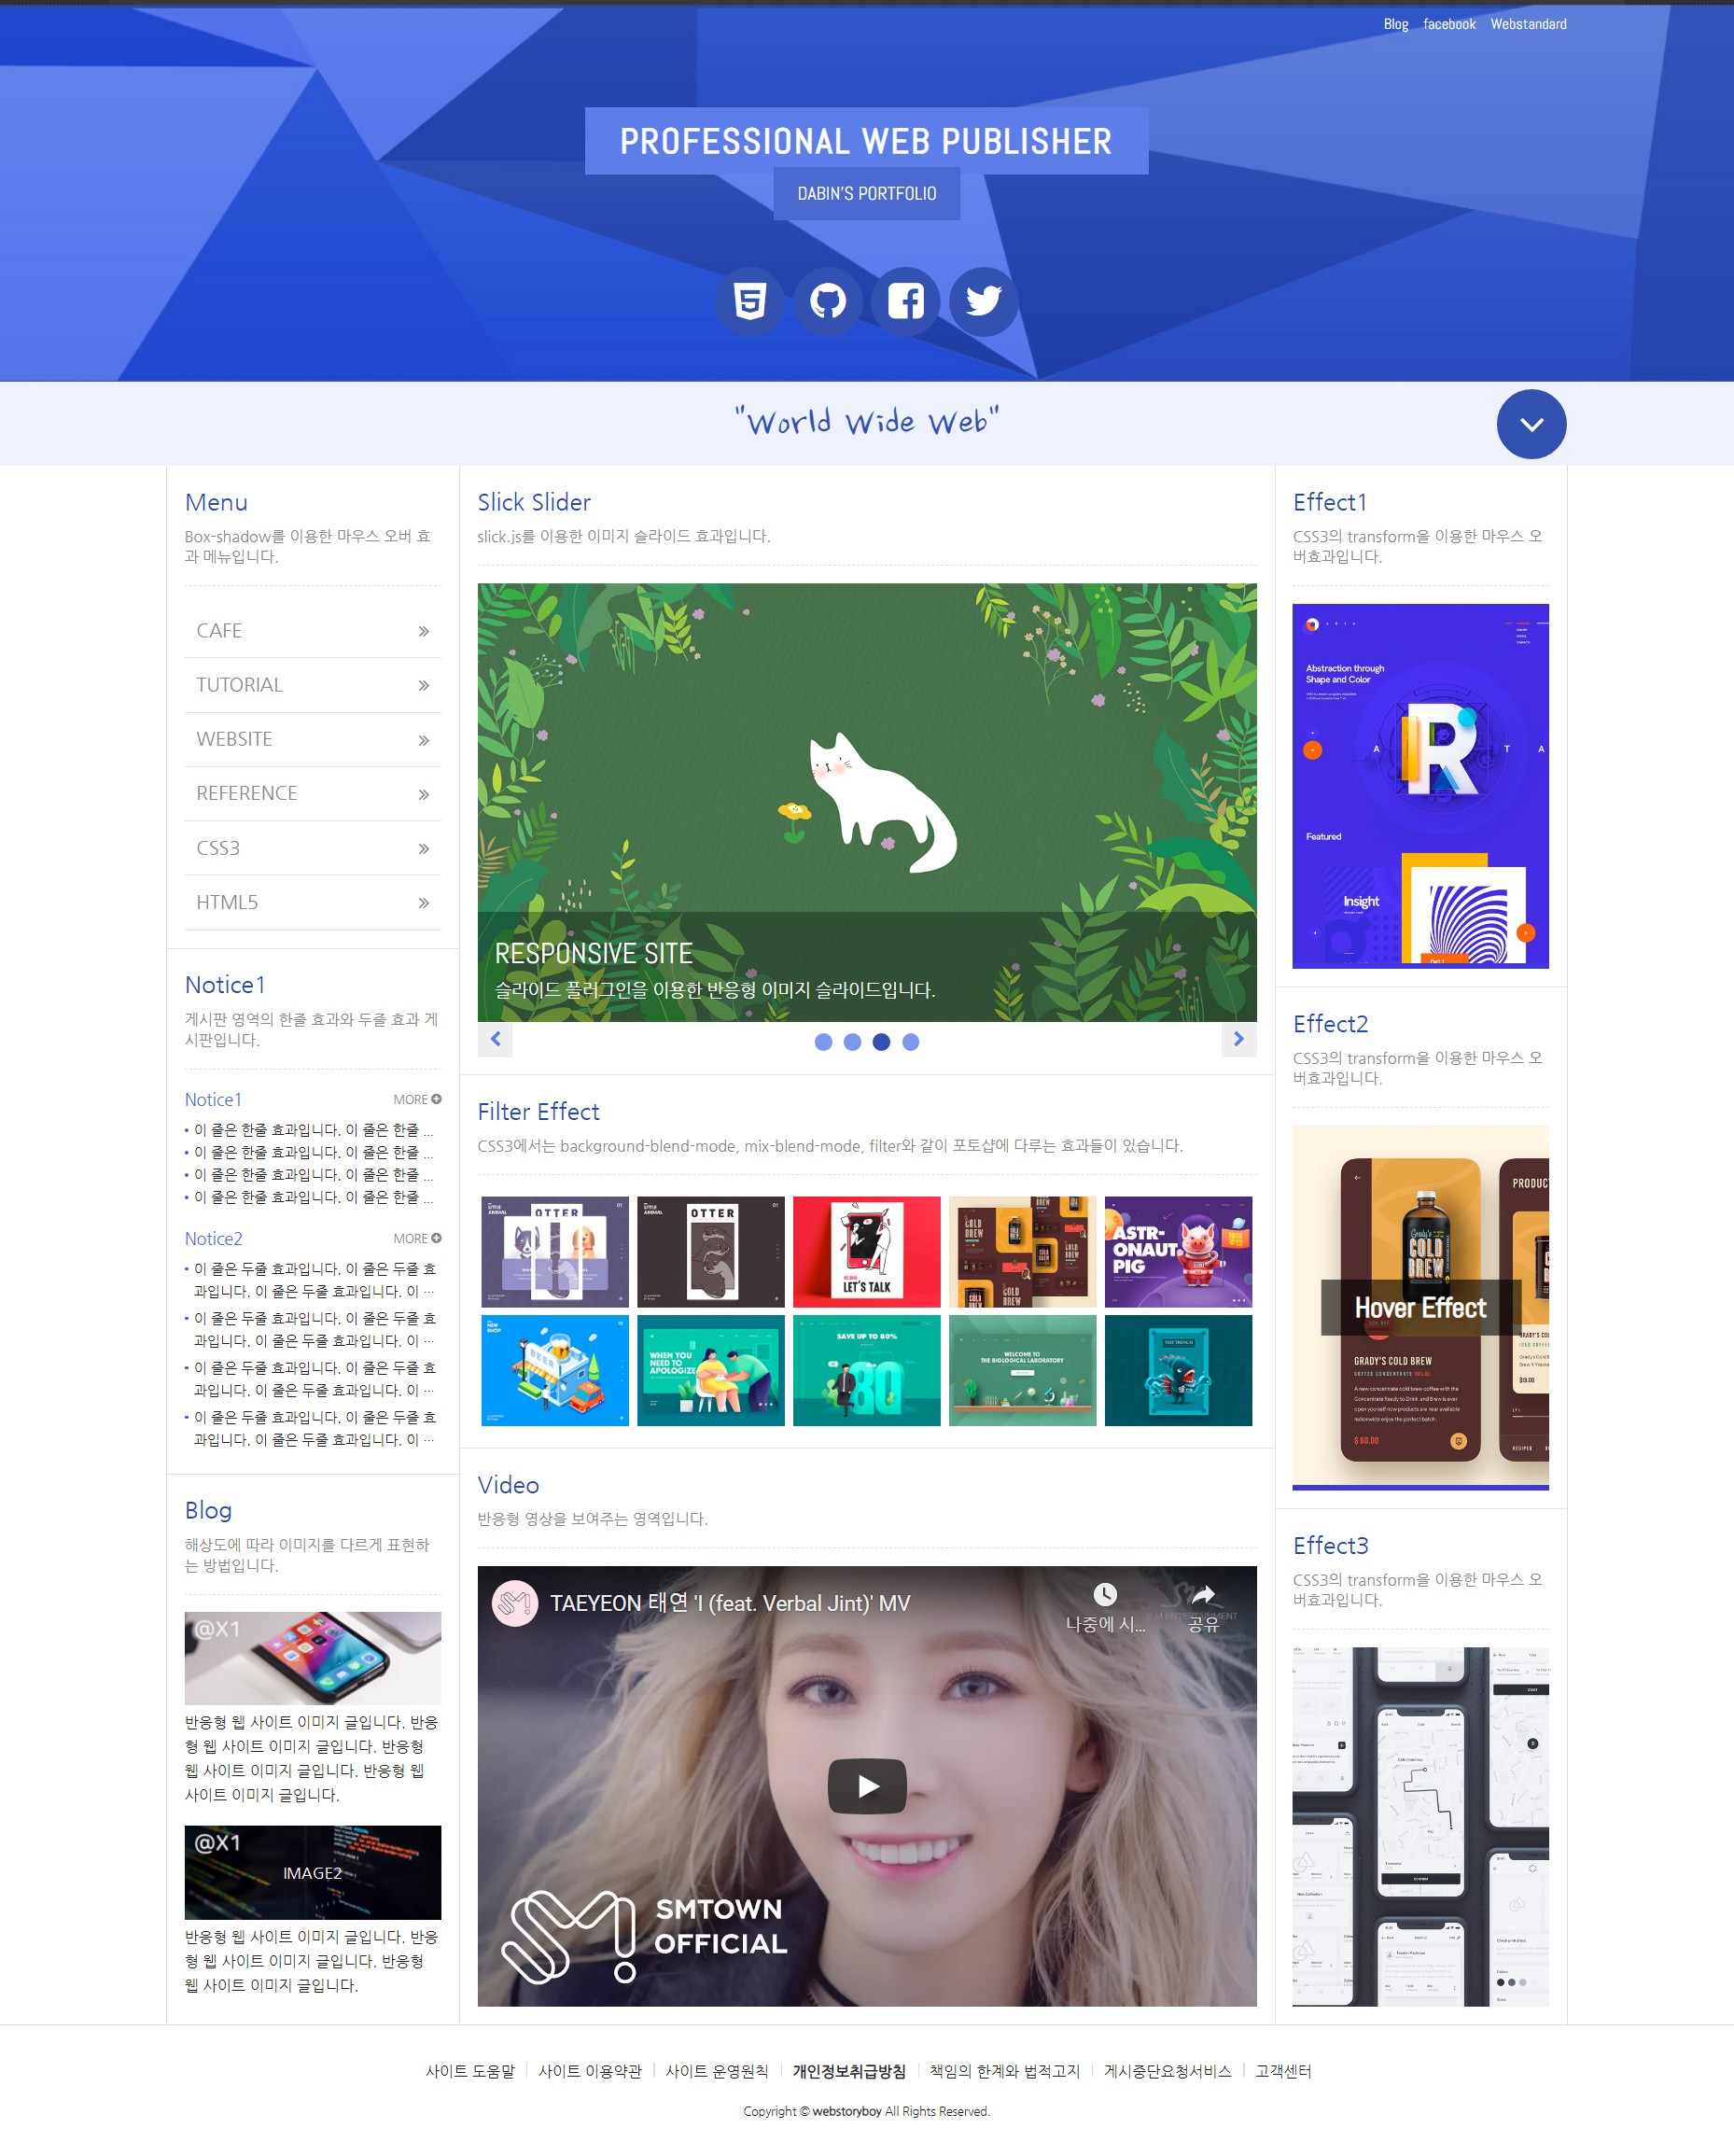 Blog facebook Webstandard
PROFESSIONAL WEB PUBLISHER
DABIN'S PORTFOLIO
"World Wide Web"
Menu
Box-shadow를 이용한 마우스 오버 효
과 메뉴입니다.
CAFE
TUTORIAL
WEBSITE
REFERENCE
CSS3
HTML5
Notice1
게시판 영역의 한줄 효과와 두줄 효과 게
시판입니다.
Notice1 MORE
이 줄은 한줄 효과입니다. 이 줄은 한줄 ...
이 줄은 한줄 효과입니다. 이 줄은 한줄 ...
이 줄은 한줄 효과입니다. 이 줄은 한줄 ...
이 줄은 한줄 효과입니다. 이 줄은 한줄 ...
Notice2 MORE
이 줄은 두줄 효과입니다. 이 줄은 두줄 효
과입니다. 이 줄은 두줄 효과입니다. 이 ...
이 줄은 두줄 효과입니다. 이 줄은 두줄 효
과입니다. 이 줄은 두줄 효과입니다. 이 ...
이 줄은 두줄 효과입니다. 이 줄은 두줄 효
과입니다. 이 줄은 두줄 효과입니다. 이 ...
이 줄은 두줄 효과입니다. 이 줄은 두줄 효
과입니다. 이 줄은 두줄 효과입니다. 이 ...
Blog
해상도에 따라 이미지를 다르게 표현하
는 방법입니다.
@X1
반응형 웹 사이트 이미지 글입니다. 반응
형 웹 사이트 이미지 글입니다. 반응형
웹 사이트 이미지 글입니다. 반응형 웹
사이트 이미지 글입니다.
@X1
IMAGE2
반응형 웹 사이트 이미지 글입니다. 반응
형 웹 사이트 이미지 글입니다. 반응형
웹 사이트 이미지 글입니다.
Slick Slider
slick.js를 이용한 이미지 슬라이드 효과입니다.
RESPONSIVE SITE
슬라이드 플러그인을 이용한 반응형 이미지 슬라이드입니다.
Filter Effect
CSS3에서는 background-blend-mode, mix-blend-mode, filter와 같이 포토샵에 다루는 효과들이 있습니다.
OTTER
OTTER
LET'S TALK
COLD
BREW
ASTR-
ONAUT
PIG
BEER
WHEN YOU
NEED TO
APOLOGIZE
SAVE UP TO 80%
80
WELCOME TO
THE BIOLOGICAL LABORATORY
Video
반응형 영상을 보여주는 영역입니다.
TAEYEON 태연 'I (feat. Verbal Jint)' MV
나중에 시...
공유
SMTOWN
OFFICIAL
Effect1
CSS3의 transform을 이용한 마우스 오
버효과입니다.
Abstraction through
Shape and Color
A R T A
Featured
Insight
Effect2
CSS3의 transform을 이용한 마우스 오
버효과입니다.
PRODUC
Grady's
COLD
BREW
Hover Effect
GRADY'S COLD BREW
COFFEE CONCENTRATE
A new concentrate cold brew coffee with the
$ 60.00
Effect3
CSS3의 transform을 이용한 마우스 오
버효과입니다.
사이트 도움말 사이트 이용약관 사이트 운영원칙 개인정보취급방침 책임의 한계와 법적고지 게시중단요청서비스 고객센터
Copyright © webstoryboy All Rights Reserved.